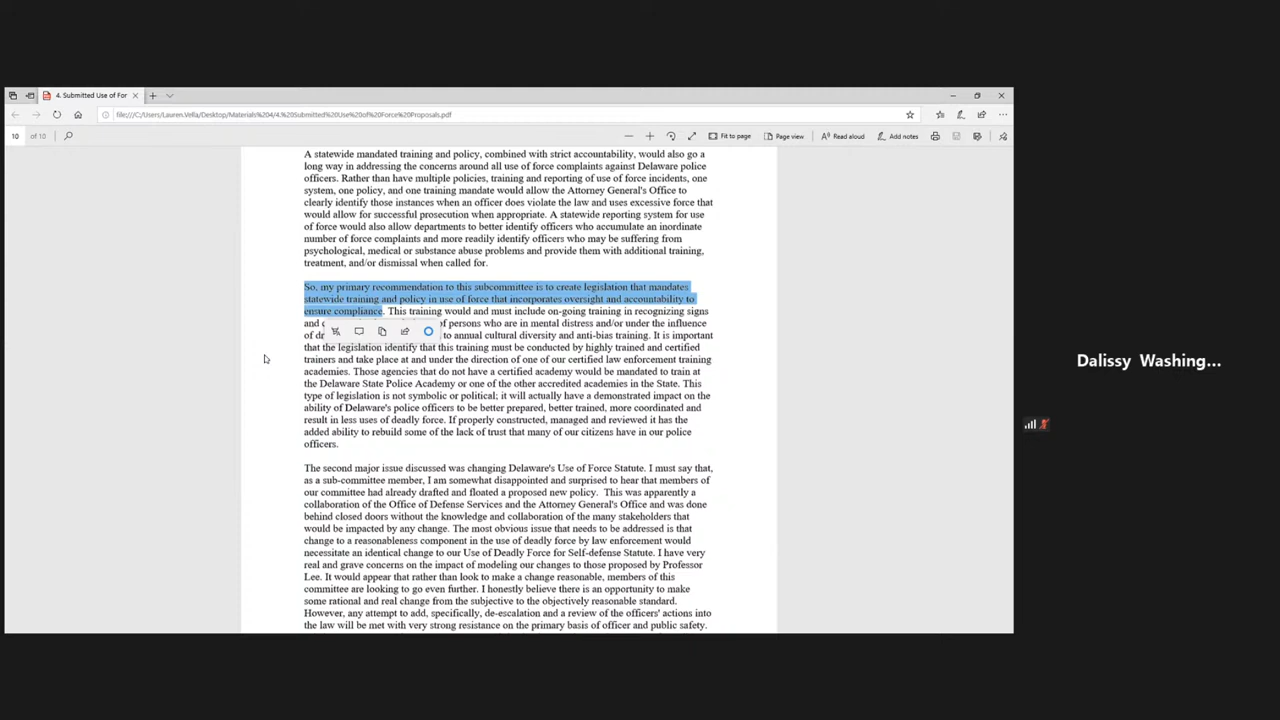 4. Submitted Use of For
file:///C:/Users/Lauren.Vella/Desktop/Materials%204/4.%20Submitted%20Use%20of%20Force%20Proposals.pdf
10 of 10
Fit to page
Page view
Read aloud
Add notes
A statewide mandated training and policy, combined with strict accountability, would also go a
long way in addressing the concerns around all use of force complaints against Delaware police
officers. Rather than have multiple policies, training and reporting of use of force incidents, one
system, one policy, and one training mandate would allow the Attorney General's Office to
clearly identify those instances when an officer does violate the law and uses excessive force that
would allow for successful prosecution when appropriate. A statewide reporting system for use
of force would also allow departments to better identify officers who accumulate an inordinate
number of force complaints and more readily identify officers who may be suffering from
psychological, medical or substance abuse problems and provide them with additional training,
treatment, and/or dismissal when called for.
So, my primary recommendation to this subcommittee is to create legislation that mandates
statewide training and policy in use of force that incorporates oversight and accountability to
ensure compliance. This training would and must include on-going training in recognizing signs
and of persons who are in mental distress and/or under the influence
of dr to annual cultural diversity and anti-bias training. It is important
that the legislation identify that this training must be conducted by highly trained and certified
trainers and take place at and under the direction of one of our certified law enforcement training
academies. Those agencies that do not have a certified academy would be mandated to train at
the Delaware State Police Academy or one of the other accredited academies in the State. This
type of legislation is not symbolic or political; it will actually have a demonstrated impact on the
ability of Delaware's police officers to be better prepared, better trained, more coordinated and
result in less uses of deadly force. If properly constructed, managed and reviewed it has the
added ability to rebuild some of the lack of trust that many of our citizens have in our police
officers.
The second major issue discussed was changing Delaware's Use of Force Statute. I must say that,
as a sub-committee member, I am somewhat disappointed and surprised to hear that members of
our committee had already drafted and floated a proposed new policy. This was apparently a
collaboration of the Office of Defense Services and the Attorney General's Office and was done
behind closed doors without the knowledge and collaboration of the many stakeholders that
would be impacted by any change. The most obvious issue that needs to be addressed is that
change to a reasonableness component in the use of deadly force by law enforcement would
necessitate an identical change to our Use of Deadly Force for Self-defense Statute. I have very
real and grave concerns on the impact of modeling our changes to those proposed by Professor
Lee. It would appear that rather than look to make a change reasonable, members of this
committee are looking to go even further. I honestly believe there is an opportunity to make
some rational and real change from the subjective to the objectively reasonable standard.
However, any attempt to add, specifically, de-escalation and a review of the officers' actions into
the law will be met with very strong resistance on the primary basis of officer and public safety.
Dalissy Washing...